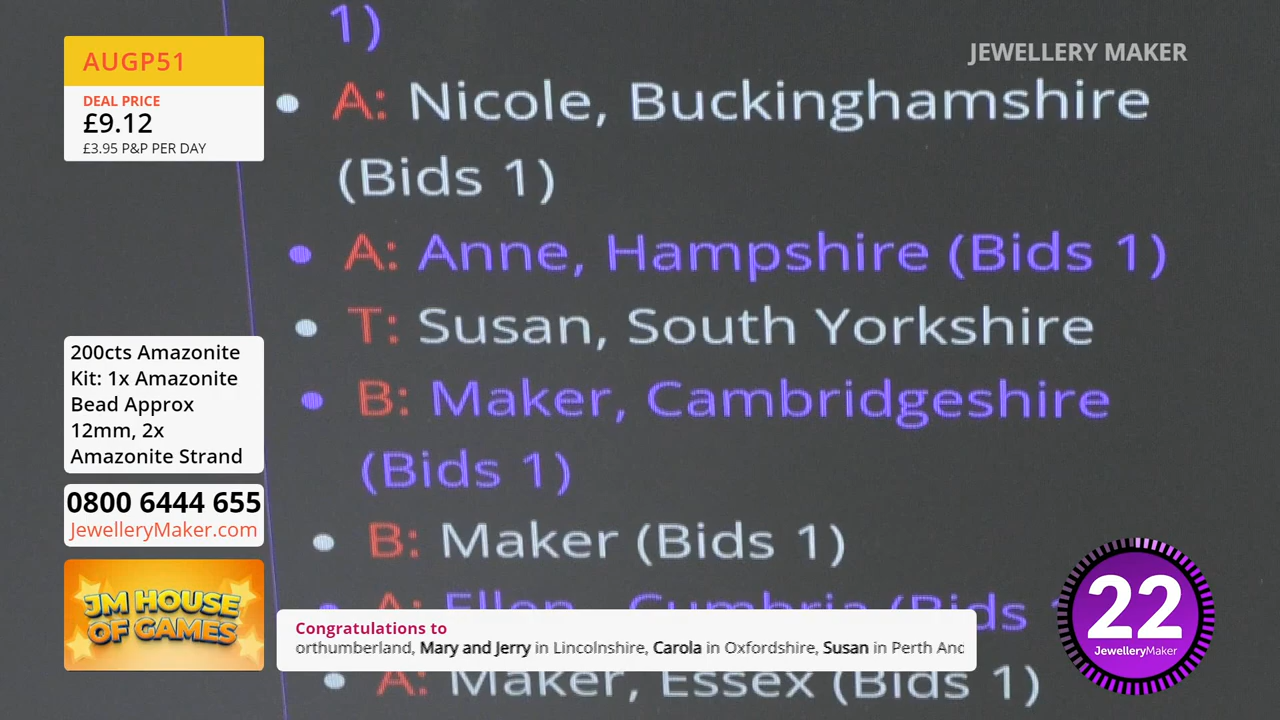 1)
AUGP51
DEAL PRICE
£9.12
£3.95 P&P PER DAY
JEWELLERY MAKER
A: Nicole, Buckinghamshire
(Bids 1)
A: Anne, Hampshire (Bids 1)
T: Susan, South Yorkshire
B: Maker, Cambridgeshire
(Bids 1)
B: Maker (Bids 1)
A: Ellen, Cumbria (Bids
A: Maker, Essex (Bids 1)
200cts Amazonite
Kit: 1x Amazonite
Bead Approx
12mm, 2x
Amazonite Strand
0800 6444 655
JewelleryMaker.com
JM HOUSE
OF GAMES
Congratulations to
orthumberland, Mary and Jerry in Lincolnshire, Carola in Oxfordshire, Susan in Perth And
22
JewelleryMaker